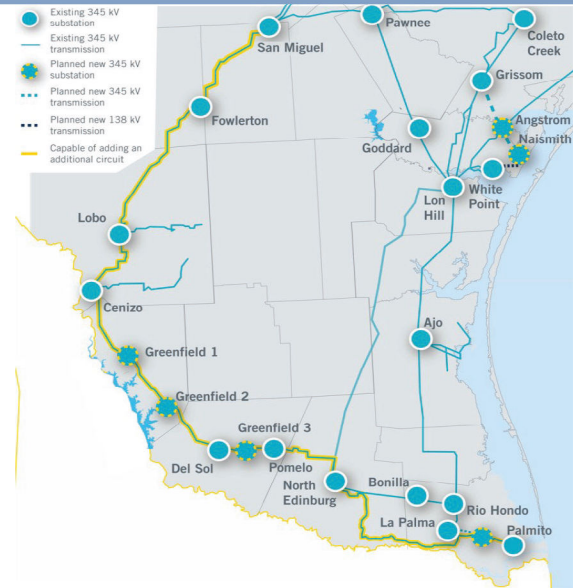 Existing 345 kV
substation
Existing 345 kV
transmission
Planned new 345 kV
substation
Planned new 345 kV
transmission
Planned new 138 kV
transmission
Capable of adding an
additional circuit
San Miguel
Pawnee
Coleto
Creek
Grissom
Fowlerton
Goddard
Angstrom
Naismith
Lon
Hill
White
Point
Lobo
Cenizo
Ajo
Greenfield 1
Greenfield 2
Greenfield 3
Del Sol
Pomelo
North
Edinburg
Bonilla
Rio Hondo
La Palma
Palmito